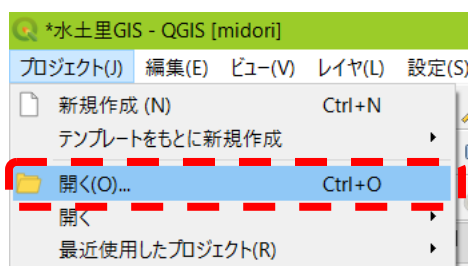 *水土里GIS - QGIS [midori]
プロジェクト(J) 編集(E) ビュー(V) レイヤ(L) 設定(S)
新規作成 (N) Ctrl+N
テンプレートをもとに新規作成
開く(O)... Ctrl+O
開く
最近使用したプロジェクト(R)